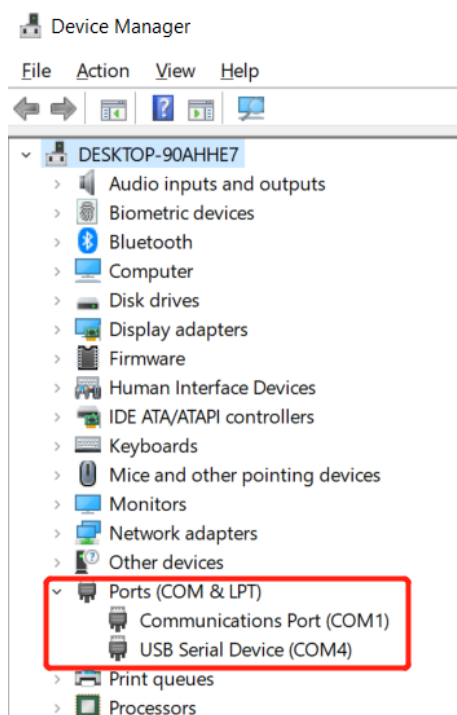 Device Manager
File Action View Help
DESKTOP-90AHHE7
Audio inputs and outputs
Biometric devices
Bluetooth
Computer
Disk drives
Display adapters
Firmware
Human Interface Devices
IDE ATA/ATAPI controllers
Keyboards
Mice and other pointing devices
Monitors
Network adapters
Other devices
Ports (COM & LPT)
Communications Port (COM1)
USB Serial Device (COM4)
Print queues
Processors